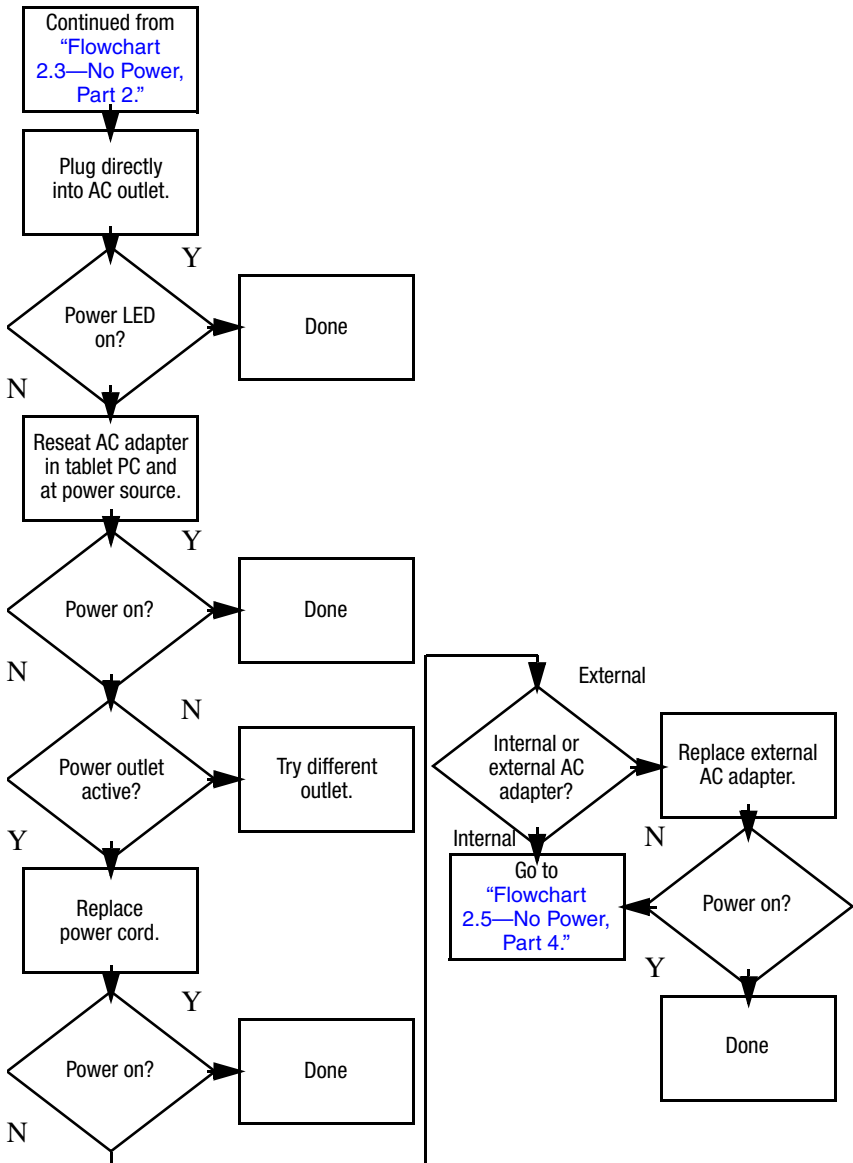 Continued from
“Flowchart
2.3—No Power,
Part 2.”
Plug directly
into AC outlet.
Y
Power LED
on?
Done
N
Reseat AC adapter
in tablet PC and
at power source.
Y
Power on?
Done
N
N
Power outlet
active?
Try different
outlet.
Y
Replace
power cord.
Y
Power on?
Done
N
External
Internal or
external AC
adapter?
Replace external
AC adapter.
Internal
N
Go to
“Flowchart
2.5—No Power,
Part 4.”
Power on?
Y
Done